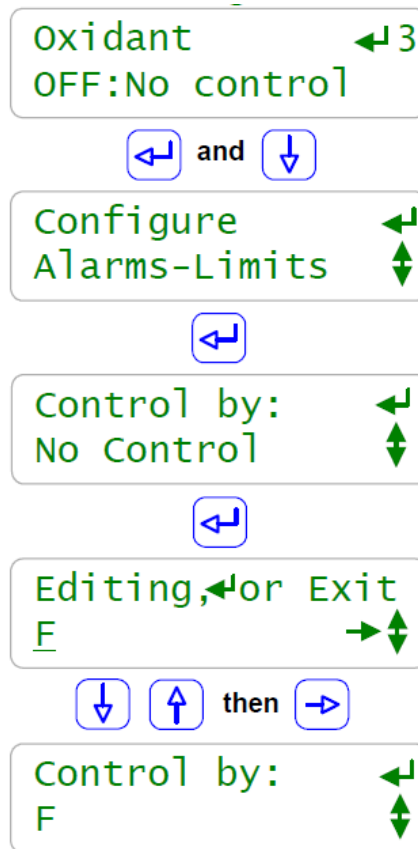 Oxidant ↵3
OFF:No control
and
Configure ↵
Alarms-Limits
Control by: ↵
No Control
Editing,↵or Exit
F
then
Control by: ↵
F